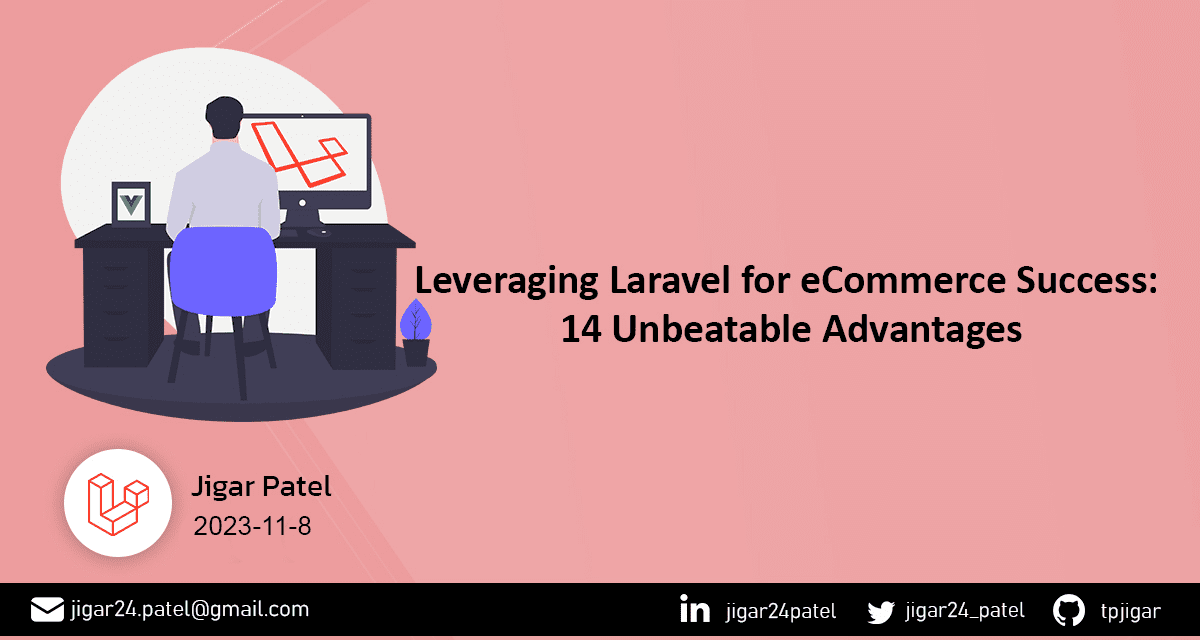 Leveraging Laravel for eCommerce Success:
14 Unbeatable Advantages
Jigar Patel
2023-11-8
jigar24.patel@gmail.com
in jigar24patel
jigar24_patel
tpjigar